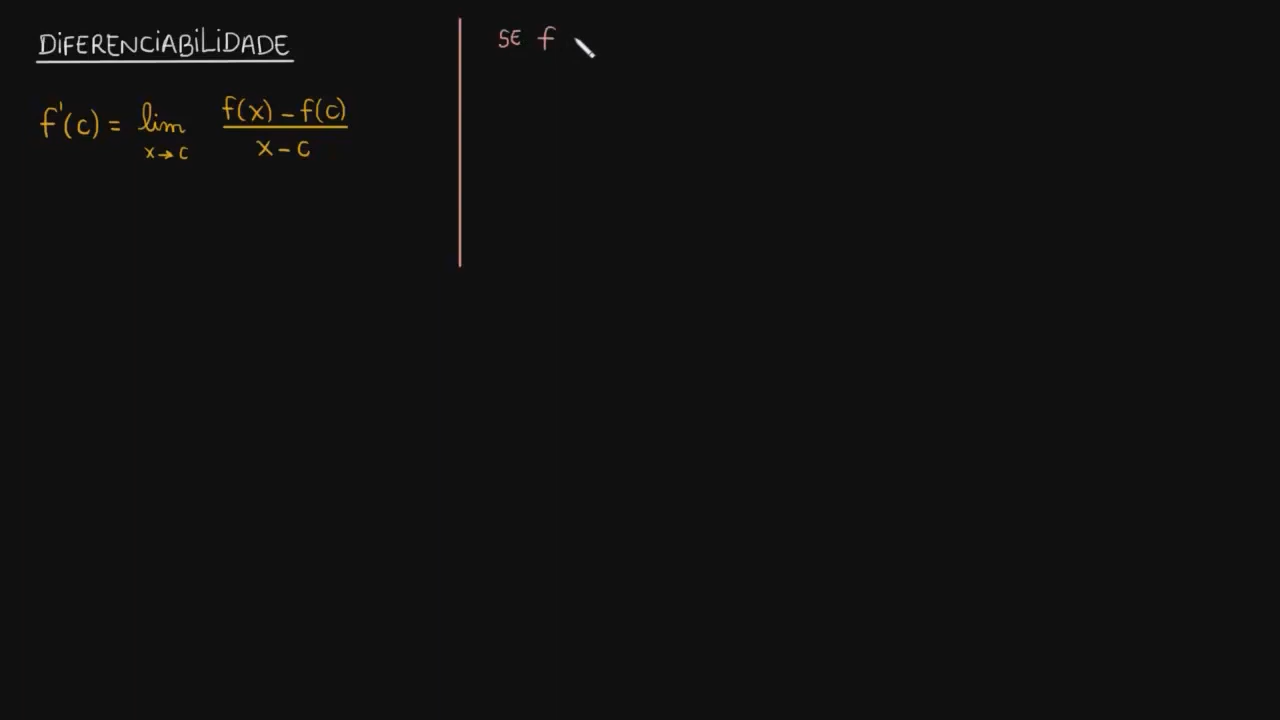 DIFERENCIABILIDADE
f'(c) = lim x→c f(x) - f(c) / x - c
SE f